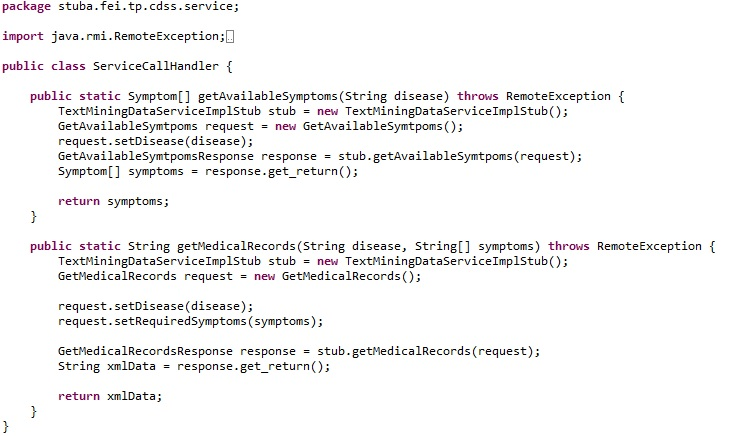 package stuba.fei.tp.cdss.service;
import java.rmi.RemoteException;
public class ServiceCallHandler {
public static Symptom[] getAvailableSymptoms(String disease) throws RemoteException {
TextMiningDataServiceImplStub stub = new TextMiningDataServiceImplStub();
GetAvailableSymtpoms request = new GetAvailableSymtpoms();
request.setDisease(disease);
GetAvailableSymtpomsResponse response = stub.getAvailableSymtpoms(request);
Symptom[] symptoms = response.get_return();
return symptoms;
}
public static String getMedicalRecords(String disease, String[] symptoms) throws RemoteException {
TextMiningDataServiceImplStub stub = new TextMiningDataServiceImplStub();
GetMedicalRecords request = new GetMedicalRecords();
request.setDisease(disease);
request.setRequiredSymptoms(symptoms);
GetMedicalRecordsResponse response = stub.getMedicalRecords(request);
String xmlData = response.get_return();
return xmlData;
}
}